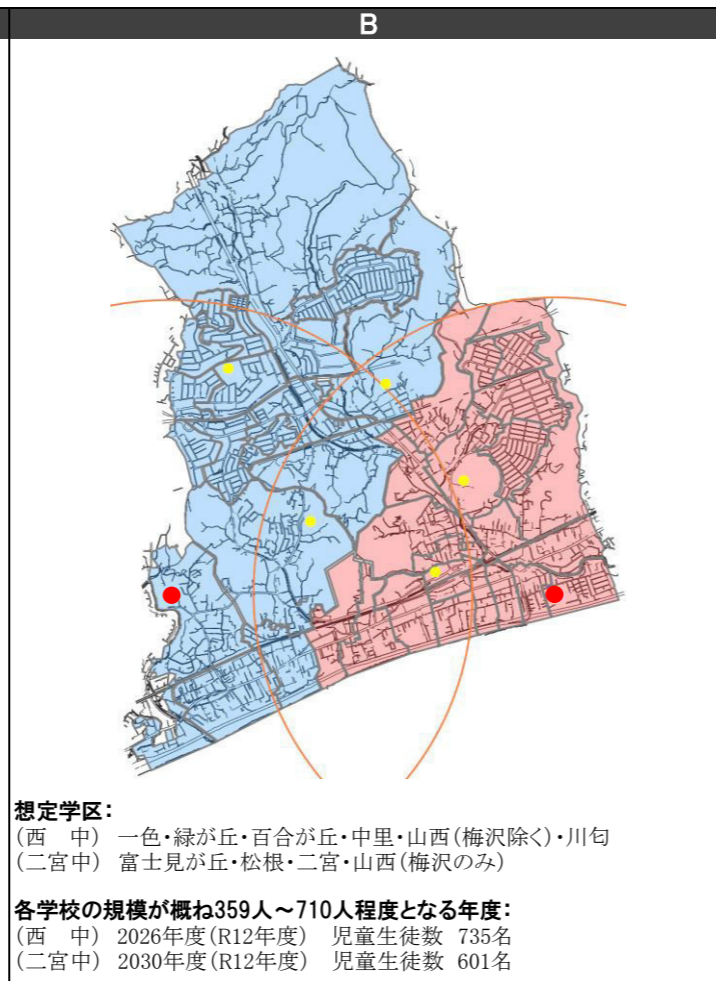 B
想定学区：
(西　中) 一色・緑が丘・百合が丘・中里・山西(梅沢除く)・川匂
(二宮中) 富士見が丘・松根・二宮・山西(梅沢のみ)
各学校の規模が概ね359人～710人程度となる年度：
(西　中) 2026年度(R12年度)　児童生徒数 735名
(二宮中) 2030年度(R12年度)　児童生徒数 601名